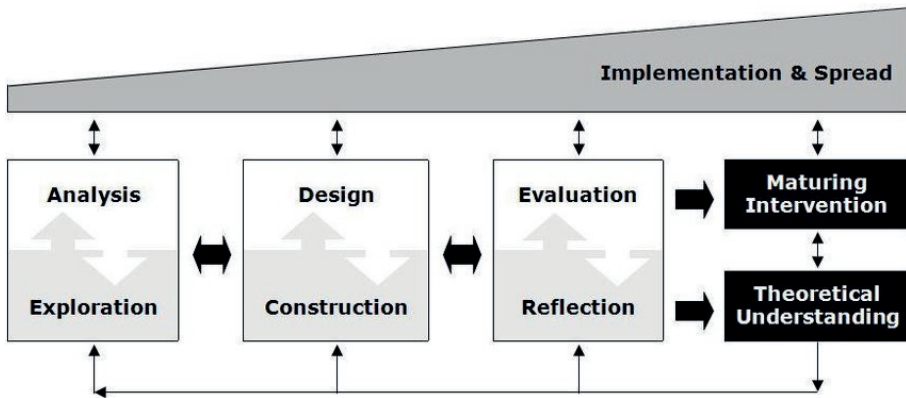 Implementation & Spread
Analysis
Exploration
Design
Construction
Evaluation
Reflection
Maturing
Intervention
Theoretical
Understanding